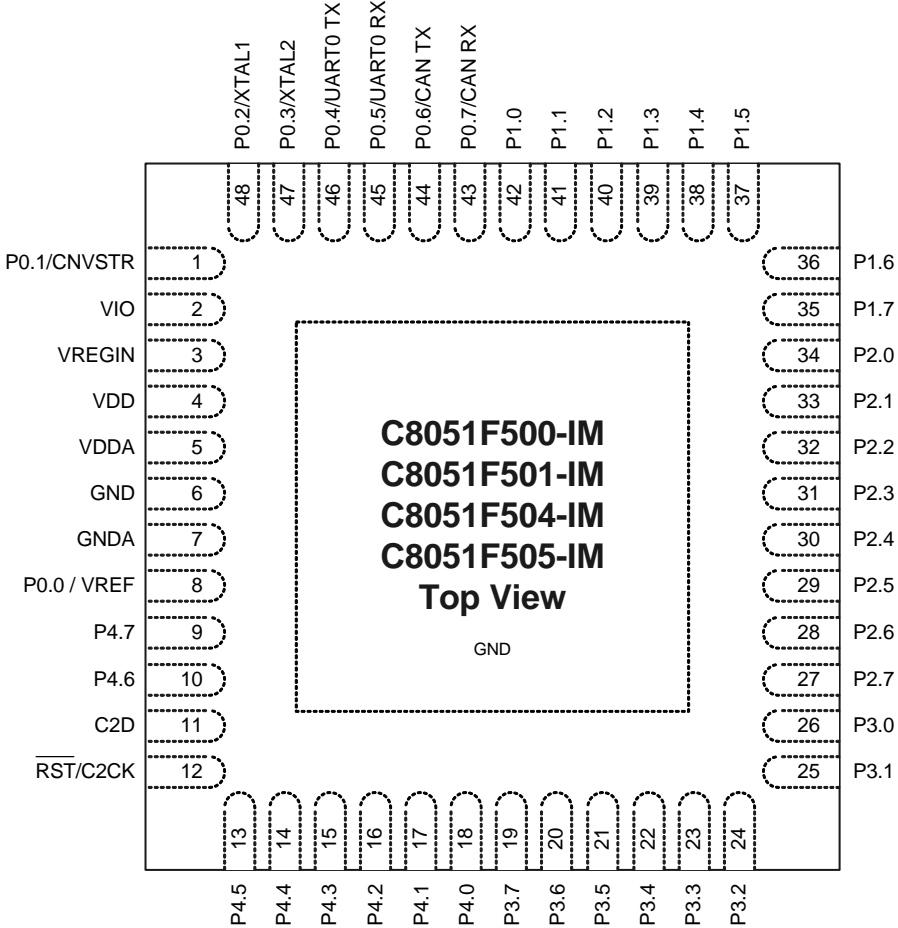 P0.2/XTAL1
P0.3/XTAL2
P0.4/UART0 TX
P0.5/UART0 RX
P0.6/CAN TX
P0.7/CAN RX
P1.0
P1.1
P1.2
P1.3
P1.4
P1.5
48
47
46
45
44
43
42
41
40
39
38
37
P0.1/CNVSTR 1
VIO 2
VREGIN 3
VDD 4
VDDA 5
GND 6
GNDA 7
P0.0 / VREF 8
P4.7 9
P4.6 10
C2D 11
RST/C2CK 12
C8051F500-IM
C8051F501-IM
C8051F504-IM
C8051F505-IM
Top View
GND
36 P1.6
35 P1.7
34 P2.0
33 P2.1
32 P2.2
31 P2.3
30 P2.4
29 P2.5
28 P2.6
27 P2.7
26 P3.0
25 P3.1
13
14
15
16
17
18
19
20
21
22
23
24
P4.5
P4.4
P4.3
P4.2
P4.1
P4.0
P3.7
P3.6
P3.5
P3.4
P3.3
P3.2